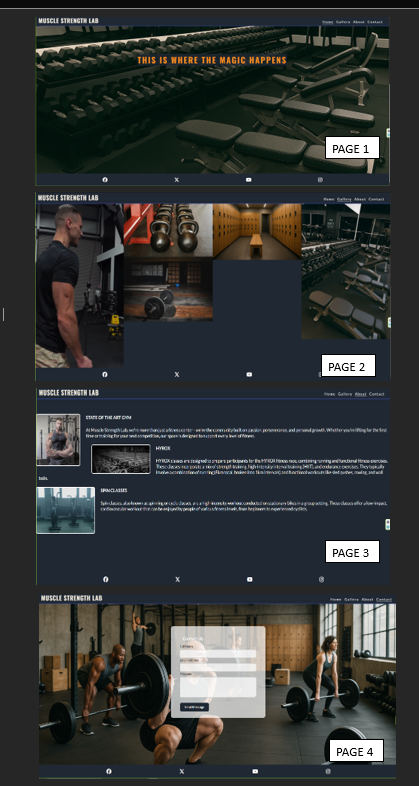 MUSCLE STRENGTH LAB
Home Gallery About Contact
THIS IS WHERE THE MAGIC HAPPENS
PAGE 1
MUSCLE STRENGTH LAB
Home Gallery About Contact
PAGE 2
MUSCLE STRENGTH LAB
Home Gallery About Contact
STATE OF THE ART GYM
At Muscle Strength Lab, we're more than just a fitness center - we're the community built on passion, perseverance, and personal growth. Whether you're lifting for the first
time or training for your next competition, our space is designed to support every level of fitness.
HYROX
HYROX classes are designed to prepare participants for the HYROX fitness race, combining running and functional fitness exercises.
These classes incorporate a mix of strength training, high-intensity interval training (HIIT), and endurance exercises. They typically
involve a combination of running (intervals) and functional workouts like sled pushes, rowing, and wall
balls.
SPIN CLASSES
Spin classes, also known as spinning or cycle classes, are a high-intensity workout conducted on stationary bikes in a group setting. These classes offer a low-impact,
cardiovascular workout that can be enjoyed by people of various fitness levels, from beginners to experienced cyclists.
PAGE 3
MUSCLE STRENGTH LAB
Home Gallery About Contact
Contact Us
PAGE 4